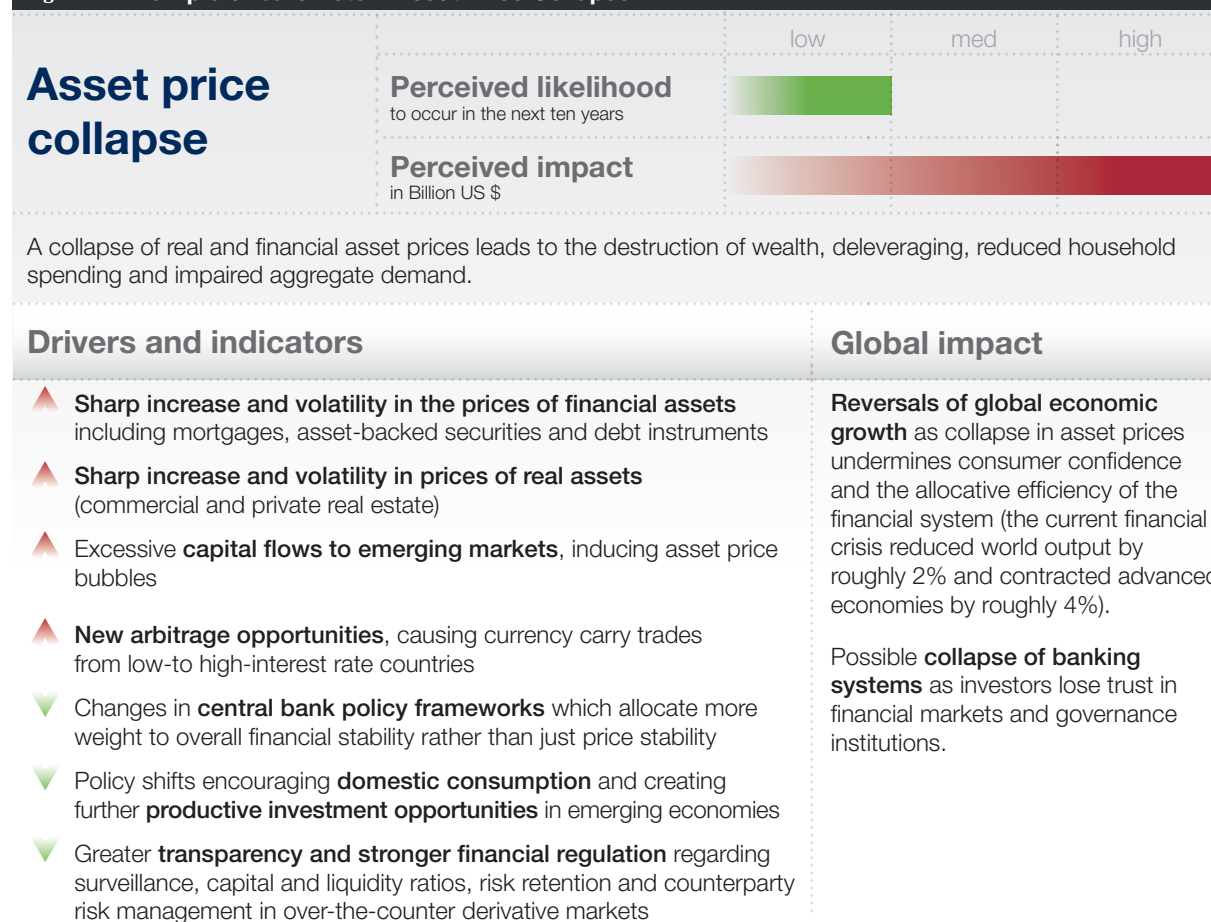 Asset price
collapse
low med high
Perceived likelihood
to occur in the next ten years
Perceived impact
in Billion US $
A collapse of real and financial asset prices leads to the destruction of wealth, deleveraging, reduced household
spending and impaired aggregate demand.
Drivers and indicators
Sharp increase and volatility in the prices of financial assets
including mortgages, asset-backed securities and debt instruments
Sharp increase and volatility in prices of real assets
(commercial and private real estate)
Excessive capital flows to emerging markets, inducing asset price
bubbles
New arbitrage opportunities, causing currency carry trades
from low-to high-interest rate countries
Changes in central bank policy frameworks which allocate more
weight to overall financial stability rather than just price stability
Policy shifts encouraging domestic consumption and creating
further productive investment opportunities in emerging economies
Greater transparency and stronger financial regulation regarding
surveillance, capital and liquidity ratios, risk retention and counterparty
risk management in over-the-counter derivative markets
Global impact
Reversals of global economic
growth as collapse in asset prices
undermines consumer confidence
and the allocative efficiency of the
financial system (the current financial
crisis reduced world output by
roughly 2% and contracted advanced
economies by roughly 4%).
Possible collapse of banking
systems as investors lose trust in
financial markets and governance
institutions.